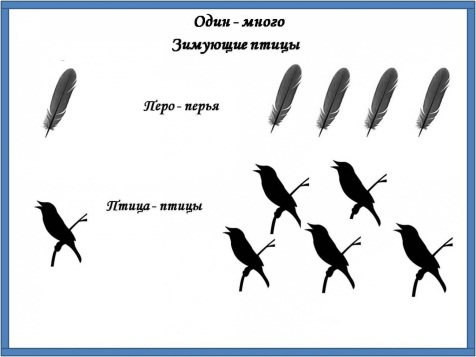 Один - много
Зимующие птицы
Перо - перья
Птица - птицы